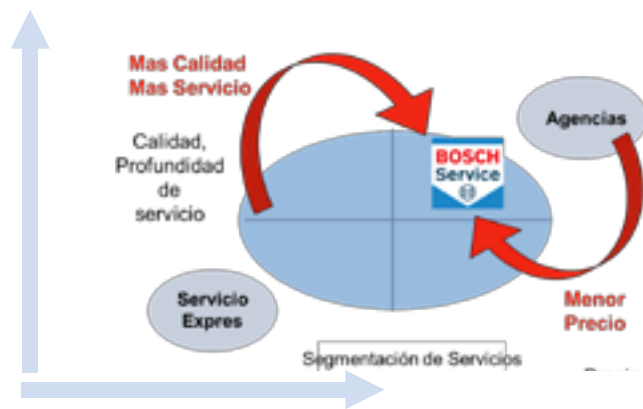 Mas Calidad
Mas Servicio
Calidad,
Profundidad
de
servicio
Agencias
BOSCH
Service
Servicio
Expres
Menor
Precio
Segmentación de Servicios